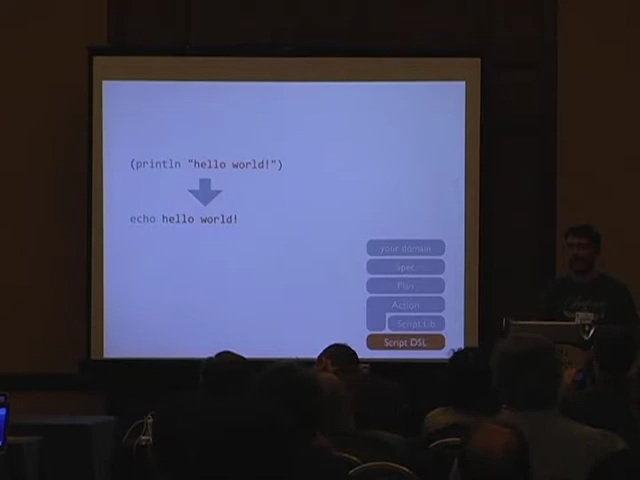 (println "hello world!")
echo hello world!
your domain
Spec
Plan
Action
Script Lib
Script DSL